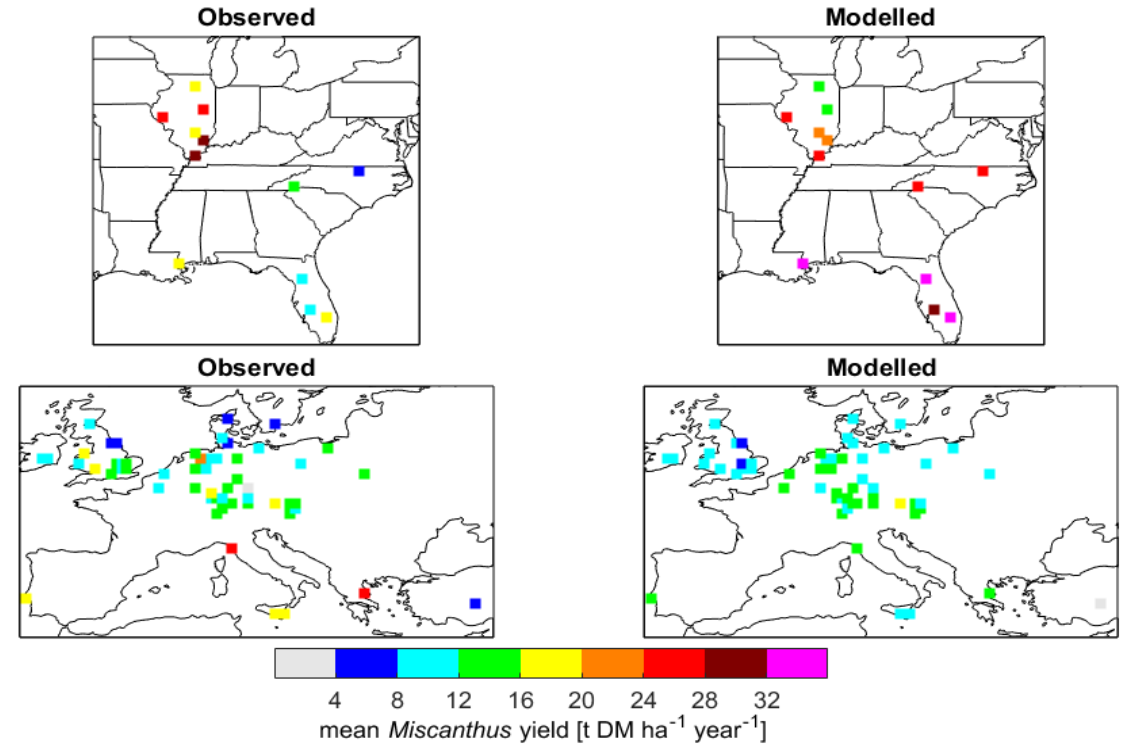 Observed
Modelled
Observed
Modelled
4 8 12 16 20 24 28 32
mean Miscanthus yield [t DM ha⁻¹ year⁻¹]